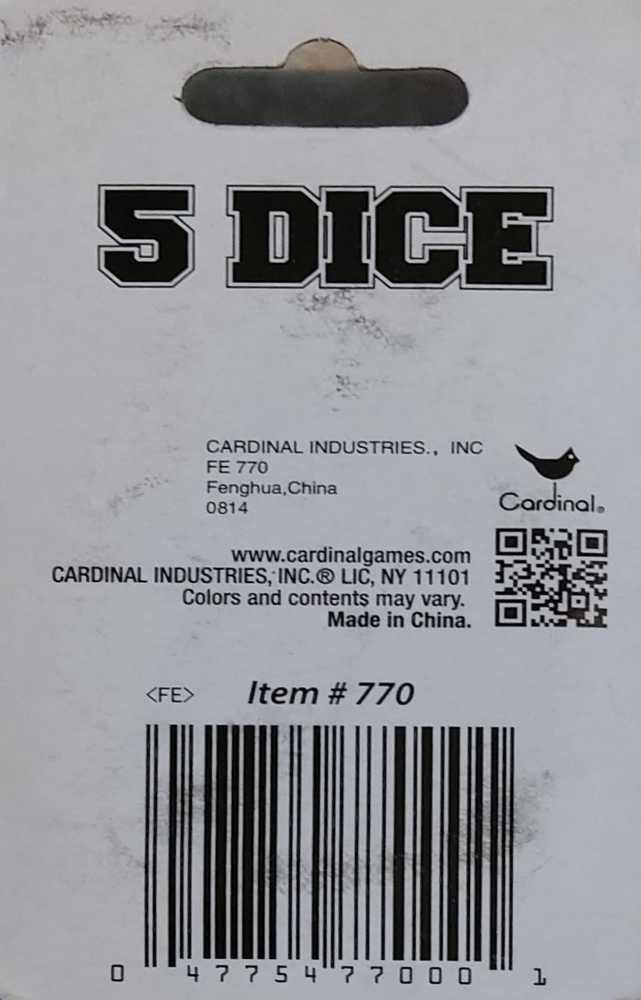 5 DICE
CARDINAL INDUSTRIES., INC
FE 770
Fenghua,China
0814
Cardinal®
www.cardinalgames.com
CARDINAL INDUSTRIES, INC.® LIC, NY 11101
Colors and contents may vary.
Made in China.
<FE> Item # 770
0 47754 77000 1